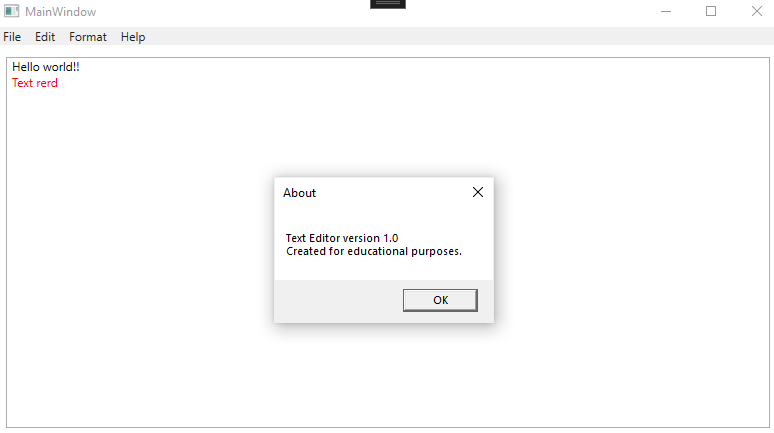 MainWindow
File Edit Format Help
Hello world!!
Text rerd
About
Text Editor version 1.0
Created for educational purposes.
OK